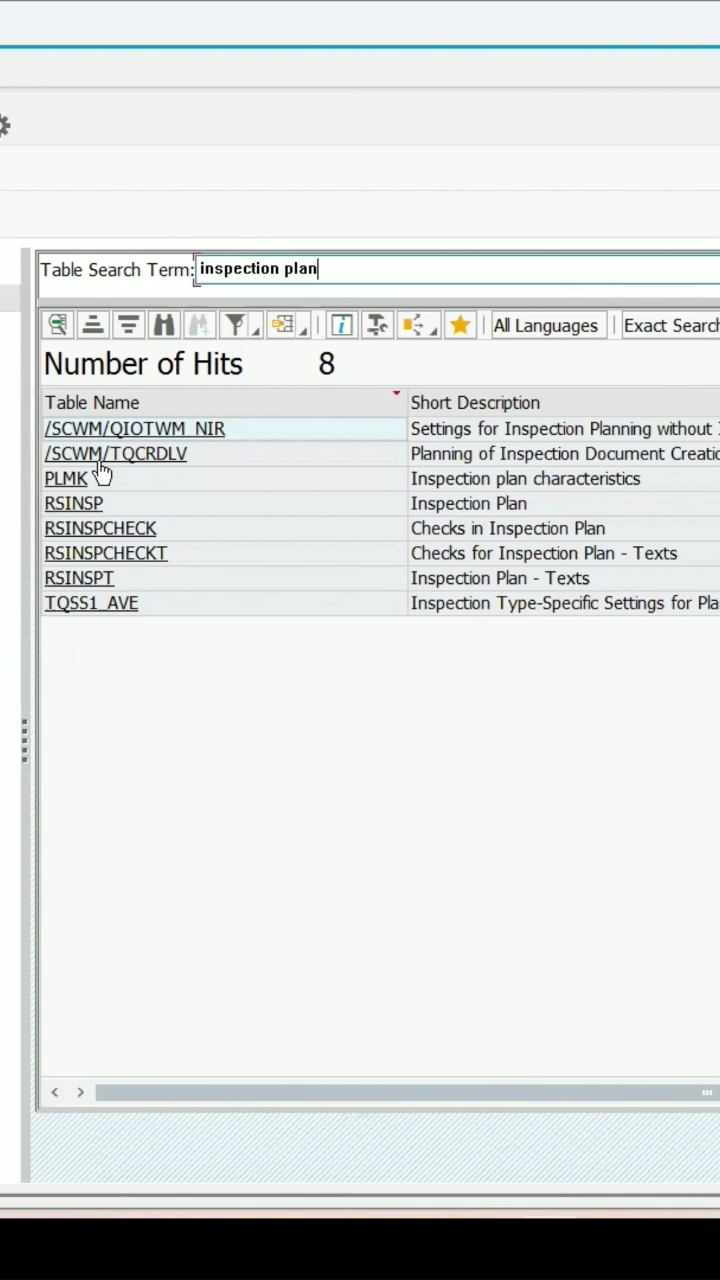 Table Search Term: inspection plan
All Languages Exact Search
Number of Hits 8
Table Name Short Description
/SCWM/QIOTWM_NIR Settings for Inspection Planning without
/SCWM/TQCRDLV Planning of Inspection Document
PLMK Inspection plan characteristics
RSINSP Inspection Plan
RSINSPCHECK Checks in Inspection Plan
RSINSPCHECKT Checks for Inspection Plan - Texts
RSINSPT Inspection Plan - Texts
TQSS1_AVE Inspection Type-Specific Settings for